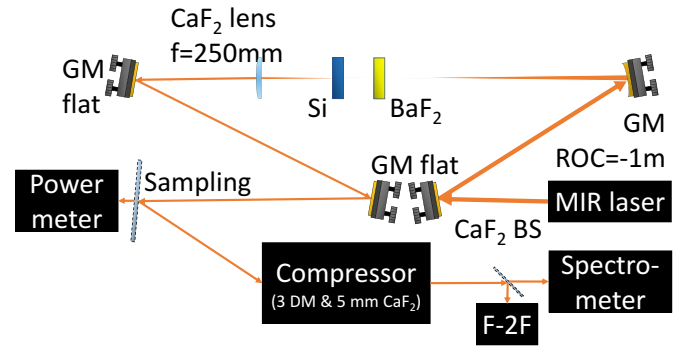 CaF₂ lens
f=250mm
GM
flat
Si
BaF₂
GM
ROC=-1m
GM flat
Power
meter
Sampling
MIR laser
CaF₂ BS
Compressor
(3 DM & 5 mm CaF₂)
Spectro-
meter
F-2F